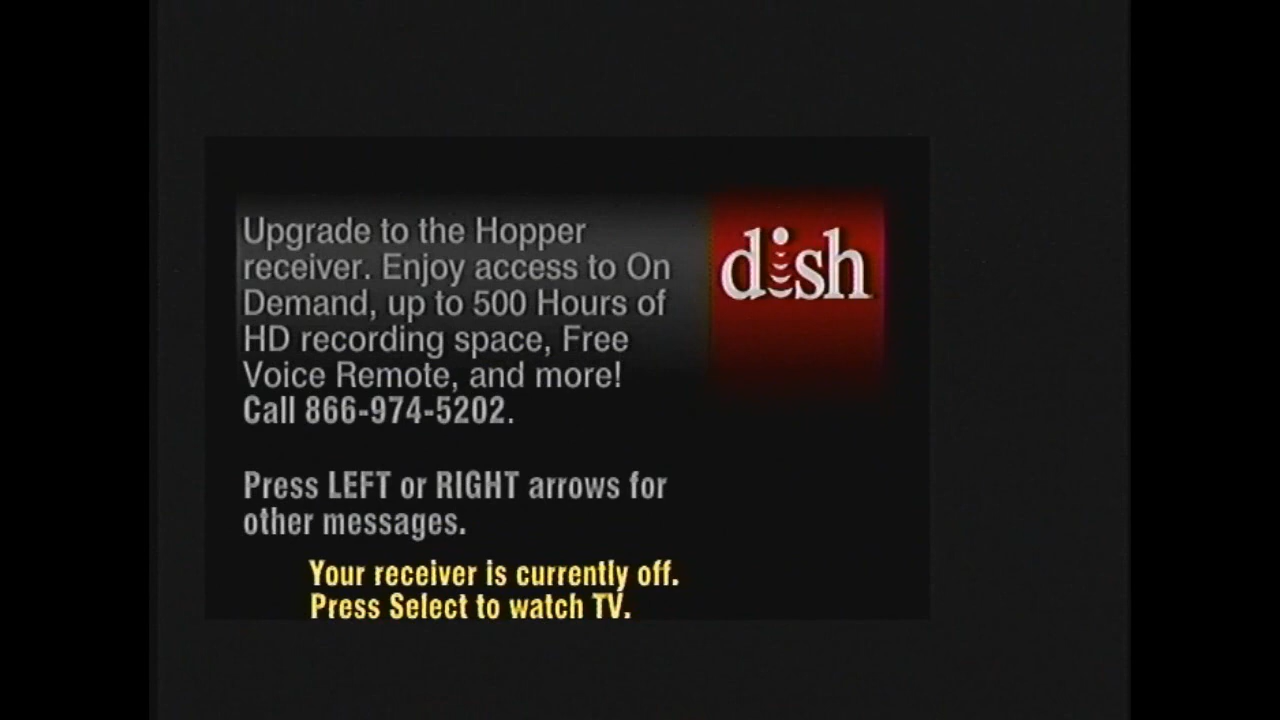 Upgrade to the Hopper
receiver. Enjoy access to On
Demand, up to 500 Hours of
HD recording space, Free
Voice Remote, and more!
Call 866-974-5202.
dish
Press LEFT or RIGHT arrows for
other messages.
Your receiver is currently off.
Press Select to watch TV.